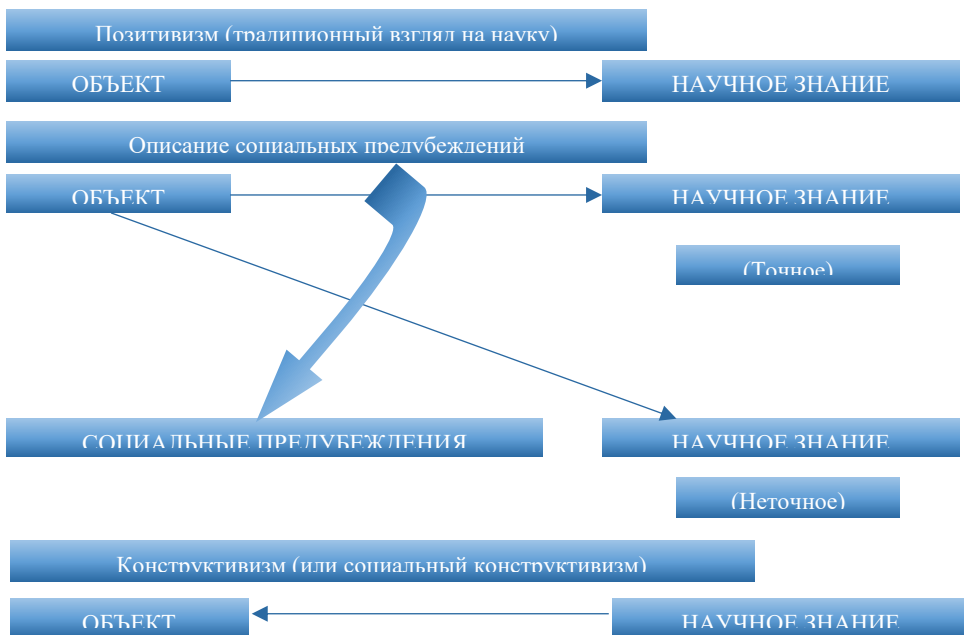 Позитивизм (традиционный взгляд на науку)
ОБЪЕКТ
НАУЧНОЕ ЗНАНИЕ
Описание социальных предубеждений
ОБЪЕКТ
НАУЧНОЕ ЗНАНИЕ
(Точное)
СОЦИАЛЬНЫЕ ПРЕДУБЕЖДЕНИЯ
НАУЧНОЕ ЗНАНИЕ
(Неточное)
Конструктивизм (или социальный конструктивизм)
ОБЪЕКТ
НАУЧНОЕ ЗНАНИЕ